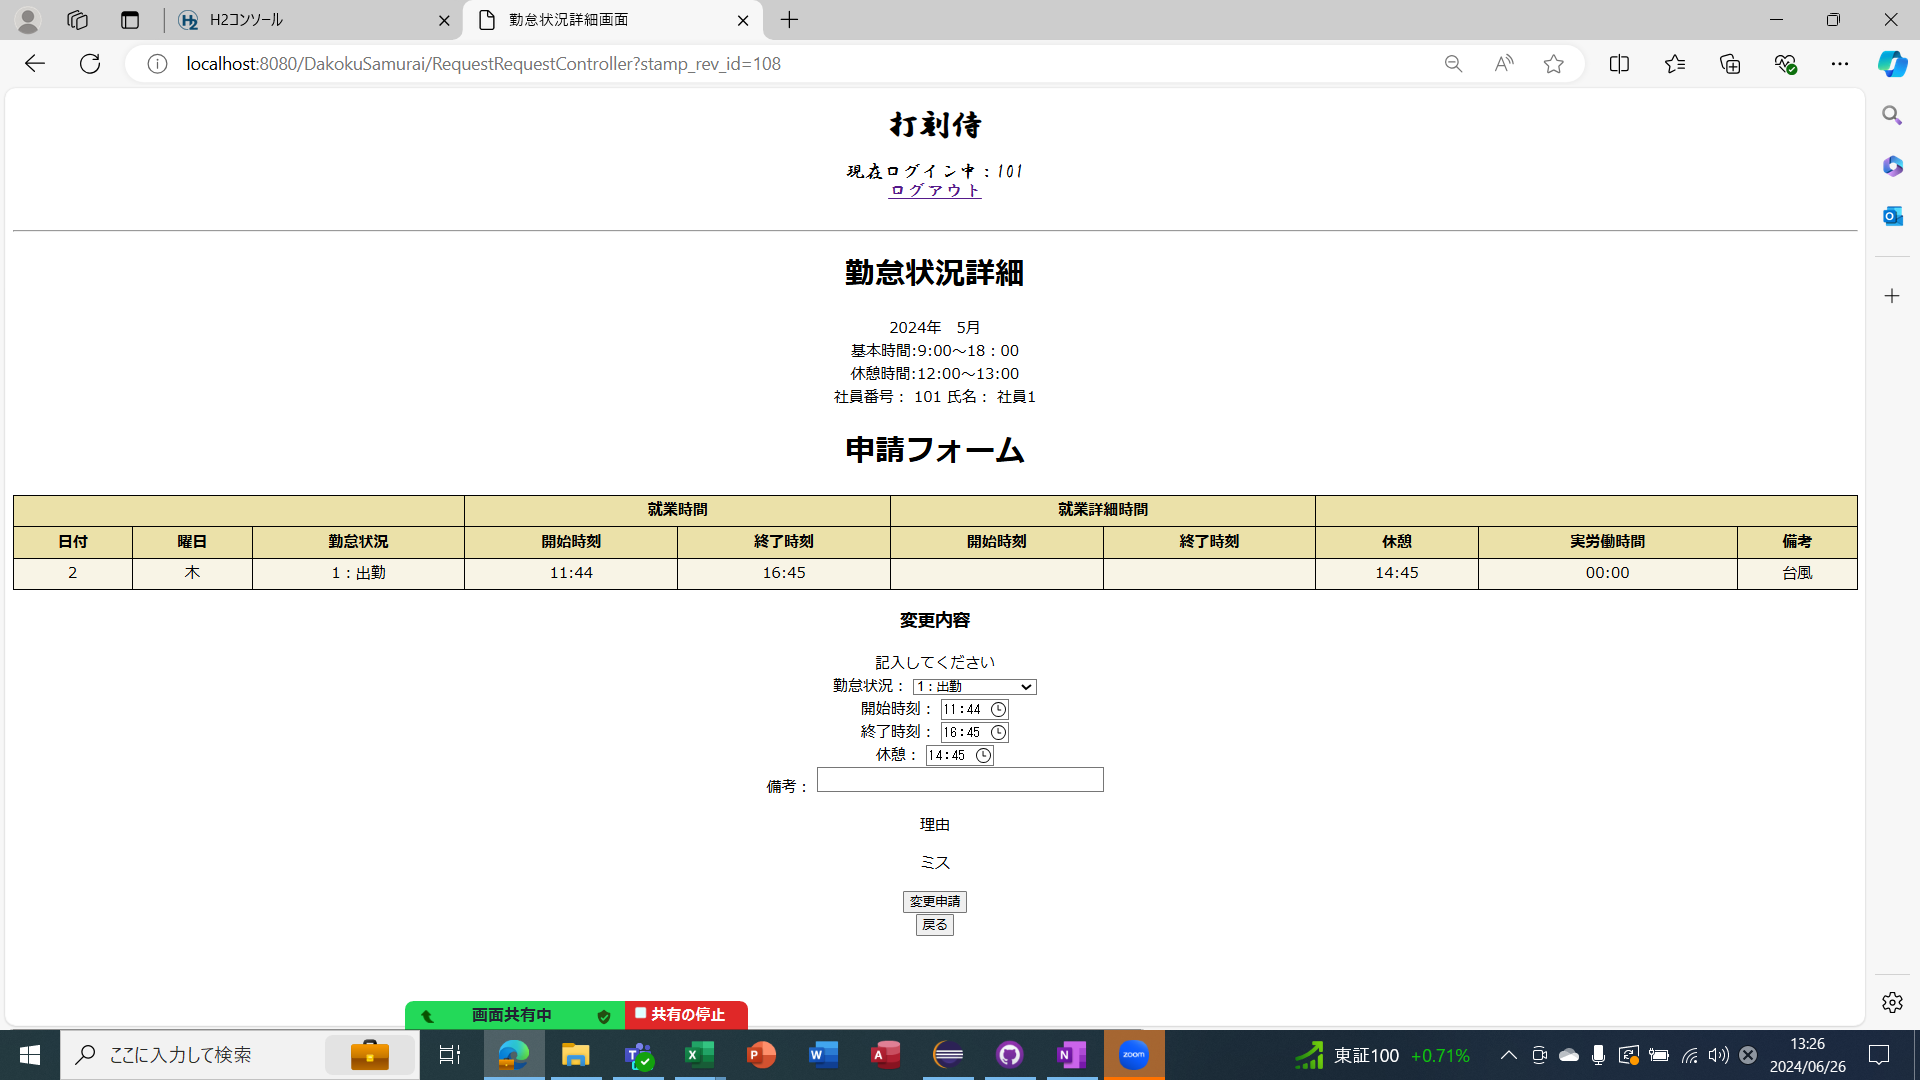 H2コンソール
勤怠状況詳細画面
localhost:8080/DakokuSamurai/RequestRequestController?stamp_rev_id=108
打刻侍
現在ログイン中：101
ログアウト
勤怠状況詳細
2024年　5月
基本時間:9:00～18：00
休憩時間:12:00～13:00
社員番号： 101 氏名： 社員1
申請フォーム
就業時間 就業詳細時間
日付 曜日 勤怠状況 開始時刻 終了時刻 開始時刻 終了時刻 休憩 実労働時間 備考
2 木 1：出勤 11:44 16:45 14:45 00:00 台風
変更内容
記入してください
勤怠状況： 1：出勤
開始時刻： 11:44
終了時刻： 16:45
休憩： 14:45
備考：
理由
ミス
変更申請
戻る
画面共有中 共有の停止
ここに入力して検索
zoom
東証100 +0.71%
13:26
2024/06/26